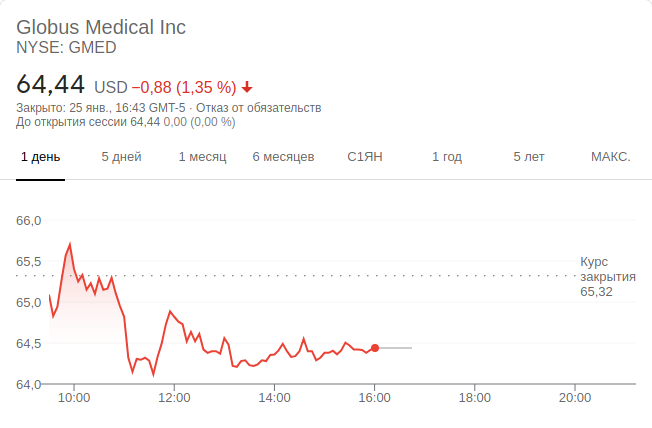 Globus Medical Inc
NYSE: GMED
64,44 USD −0,88 (1,35 %)
Закрыто: 25 янв., 16:43 GMT-5 · Отказ от обязательств
До открытия сессии 64,44 0,00 (0,00 %)
1 день 5 дней 1 месяц 6 месяцев С1ЯН 1 год 5 лет МАКС.
66,0
65,5
Курс
закрытия
65,32
65,0
64,5
64,0
10:00 12:00 14:00 16:00 18:00 20:00